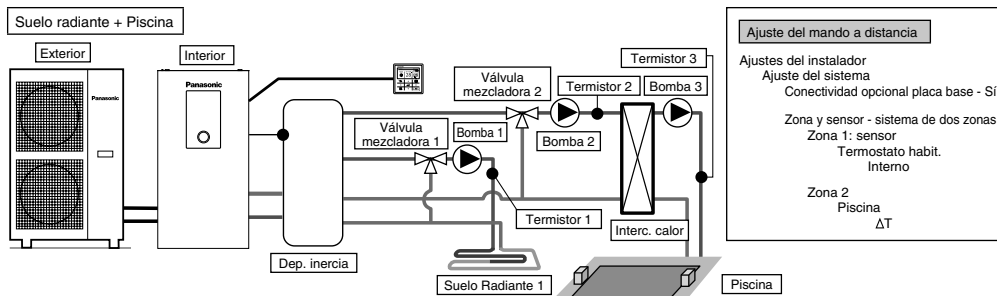 Suelo radiante + Piscina
Exterior
Interior
Panasonic
Panasonic
Válvula
mezcladora 1
Bomba 1
Válvula
mezcladora 2
Termistor 2
Bomba 2
Termistor 3
Bomba 3
Termistor 1
Interc. calor
Dep. inercia
Suelo Radiante 1
Piscina
Ajuste del mando a distancia
Ajustes del instalador
Ajuste del sistema
Conectividad opcional placa base - Sí
Zona y sensor - sistema de dos zonas
Zona 1: sensor
Termostato habit.
Interno
Zona 2
Piscina
ΔT